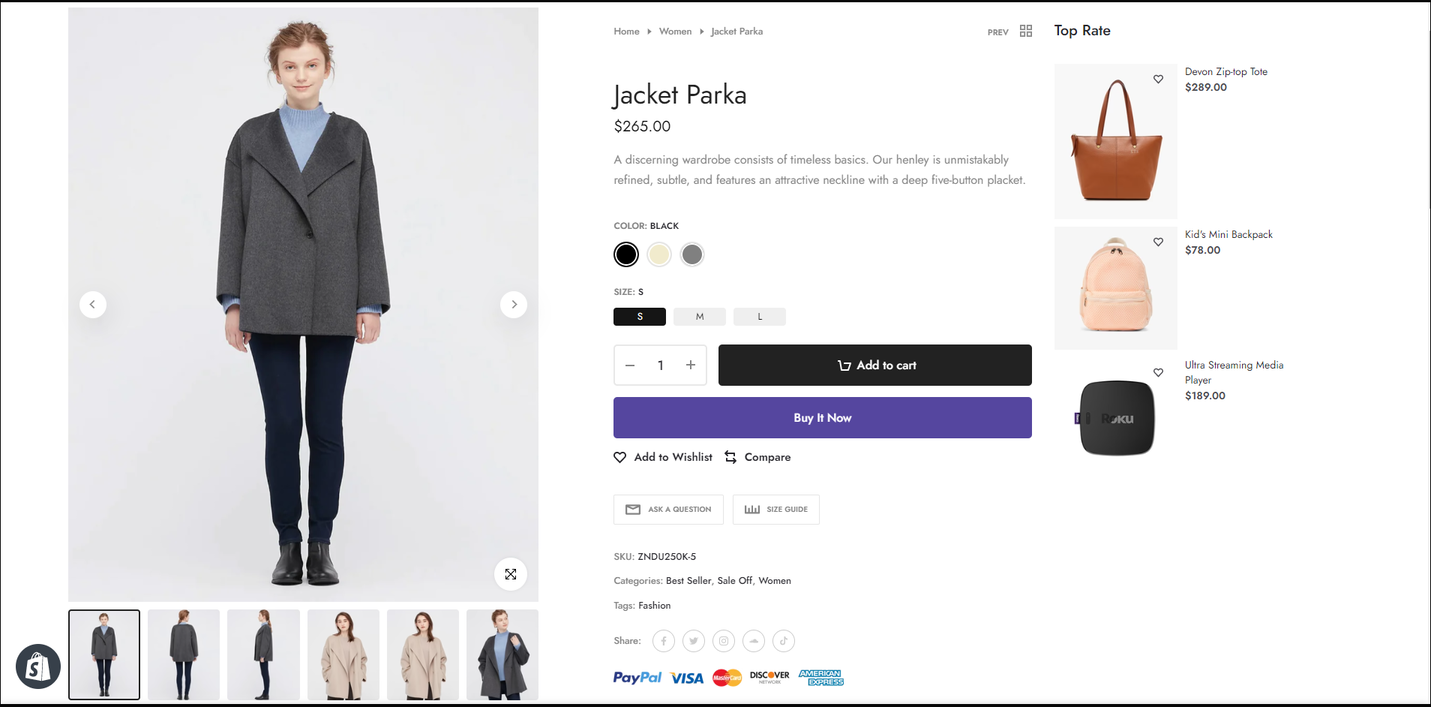 Home Women Jacket Parka
PREV
Jacket Parka
$265.00
A discerning wardrobe consists of timeless basics. Our henley is unmistakably
refined, subtle, and features an attractive neckline with a deep five-button placket.
COLOR: BLACK
SIZE: S
S M L
1
Add to cart
Buy It Now
Add to Wishlist Compare
ASK A QUESTION SIZE GUIDE
SKU: ZNDU250K-5
Categories: Best Seller, Sale Off, Women
Tags: Fashion
Share:
PayPal VISA MasterCard DISCOVER NETWORK AMERICAN EXPRESS
Top Rate
Devon Zip-top Tote
$289.00
Kid's Mini Backpack
$78.00
Ultra Streaming Media
Player
$189.00
Roku